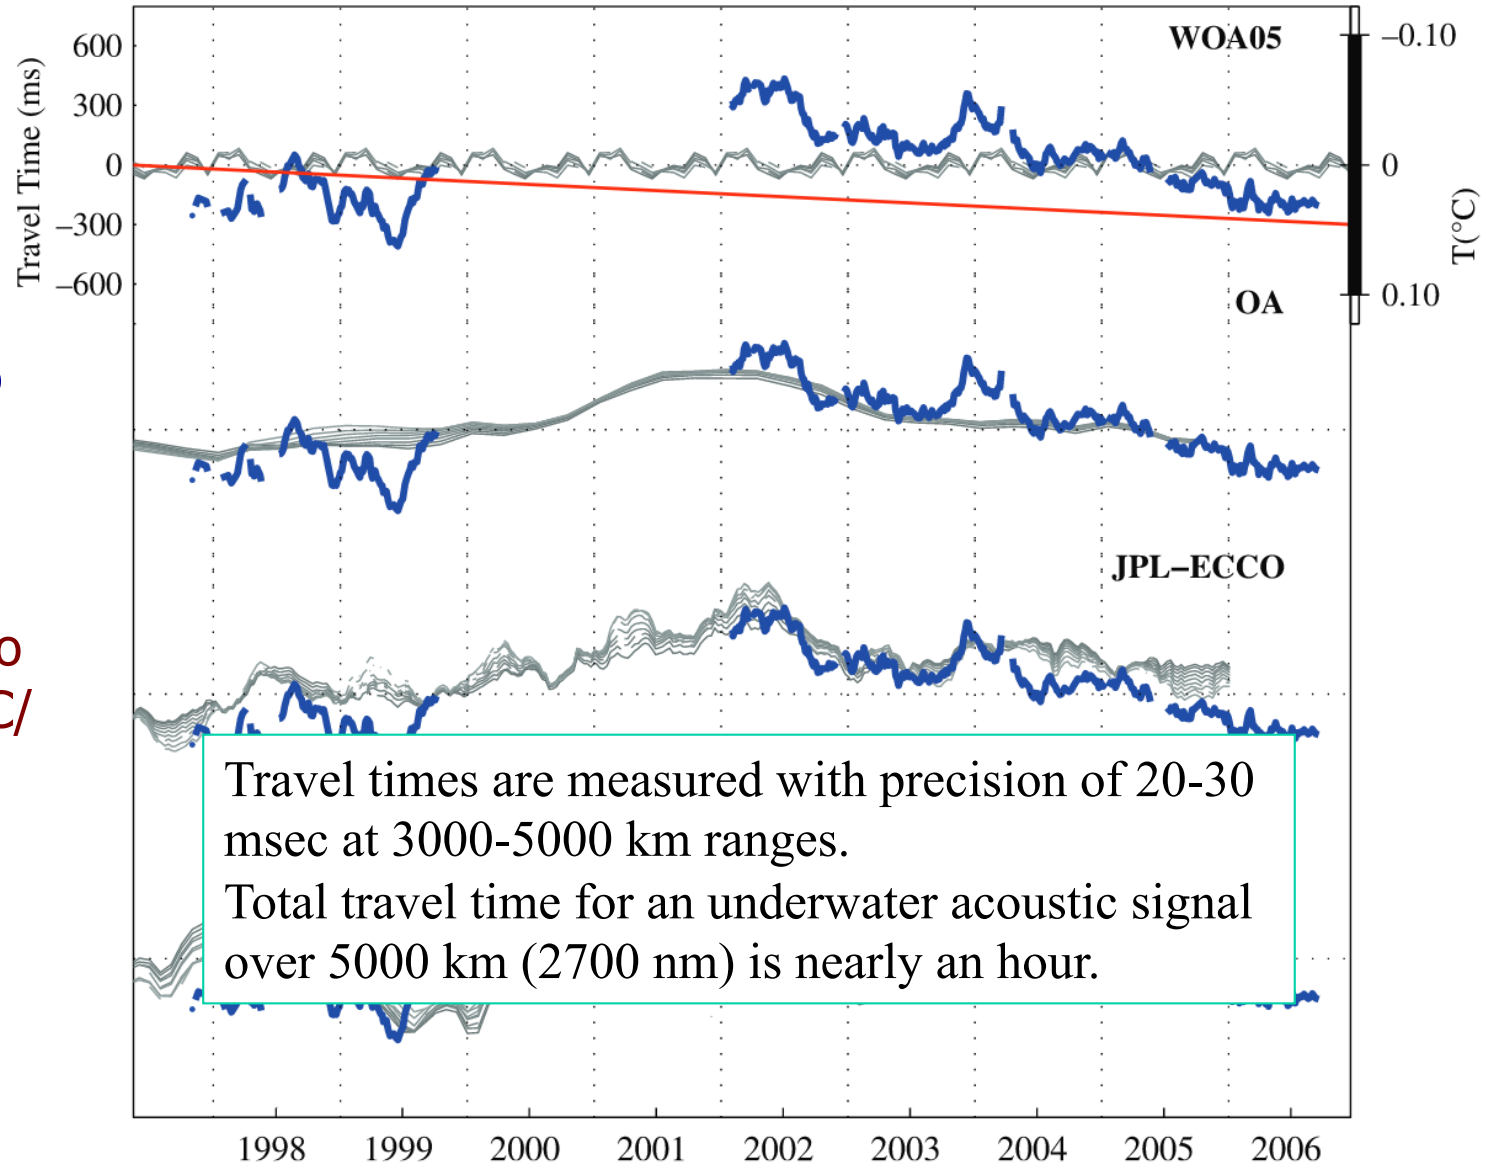 WOA05
600
300
0
–300
–600
Travel Time (ms)
–0.10
0
0.10
T(°C)
OA
JPL–ECCO
o
C/
Travel times are measured with precision of 20-30
msec at 3000-5000 km ranges.
Total travel time for an underwater acoustic signal
over 5000 km (2700 nm) is nearly an hour.
1998 1999 2000 2001 2002 2003 2004 2005 2006